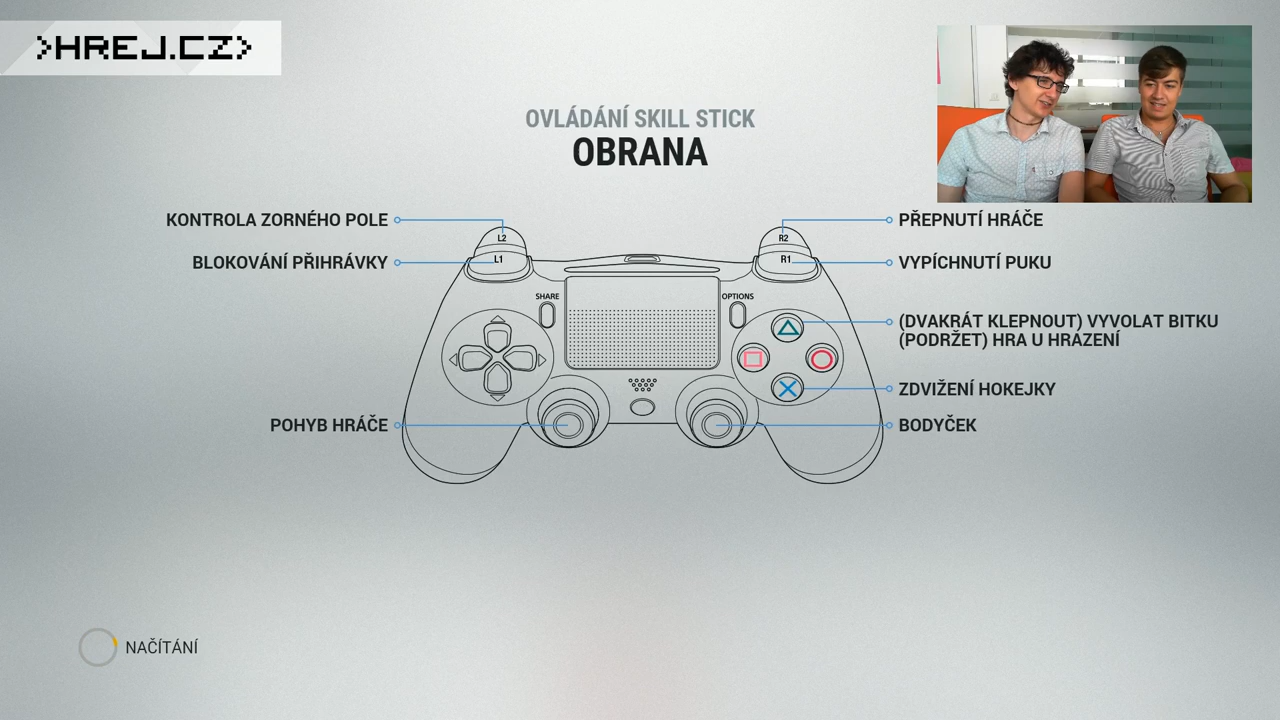 >HREJ.CZ>
OVLÁDÁNÍ SKILL STICK
OBRANA
KONTROLA ZORNÉHO POLE
L2
R2
PŘEPNUTÍ HRÁČE
BLOKOVÁNÍ PŘIHRÁVKY
L1
R1
VYPÍCHNUTÍ PUKU
SHARE
OPTIONS
(DVAKRÁT KLEPNOUT) VYVOLAT BITKU
(PODRŽET) HRA U HRAZENÍ
ZDVIŽENÍ HOKEJKY
POHYB HRÁČE
BODYČEK
NAČÍTÁNÍ